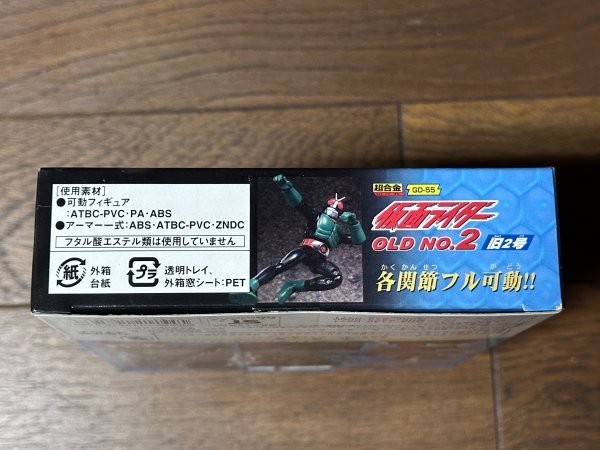 [使用素材]
●可動フィギュア
:ATBC-PVC・PA・ABS
●アーマー一式:ABS・ATBC-PVC・ZNDC
フタル酸エステル類は使用していません
紙 外箱
台紙
プラ 透明トレイ、
外箱窓シート:PET
超合金 GD-55
仮面ライダー
OLD NO.2 旧2号
かくかんせつ かどう
各関節フル可動!!